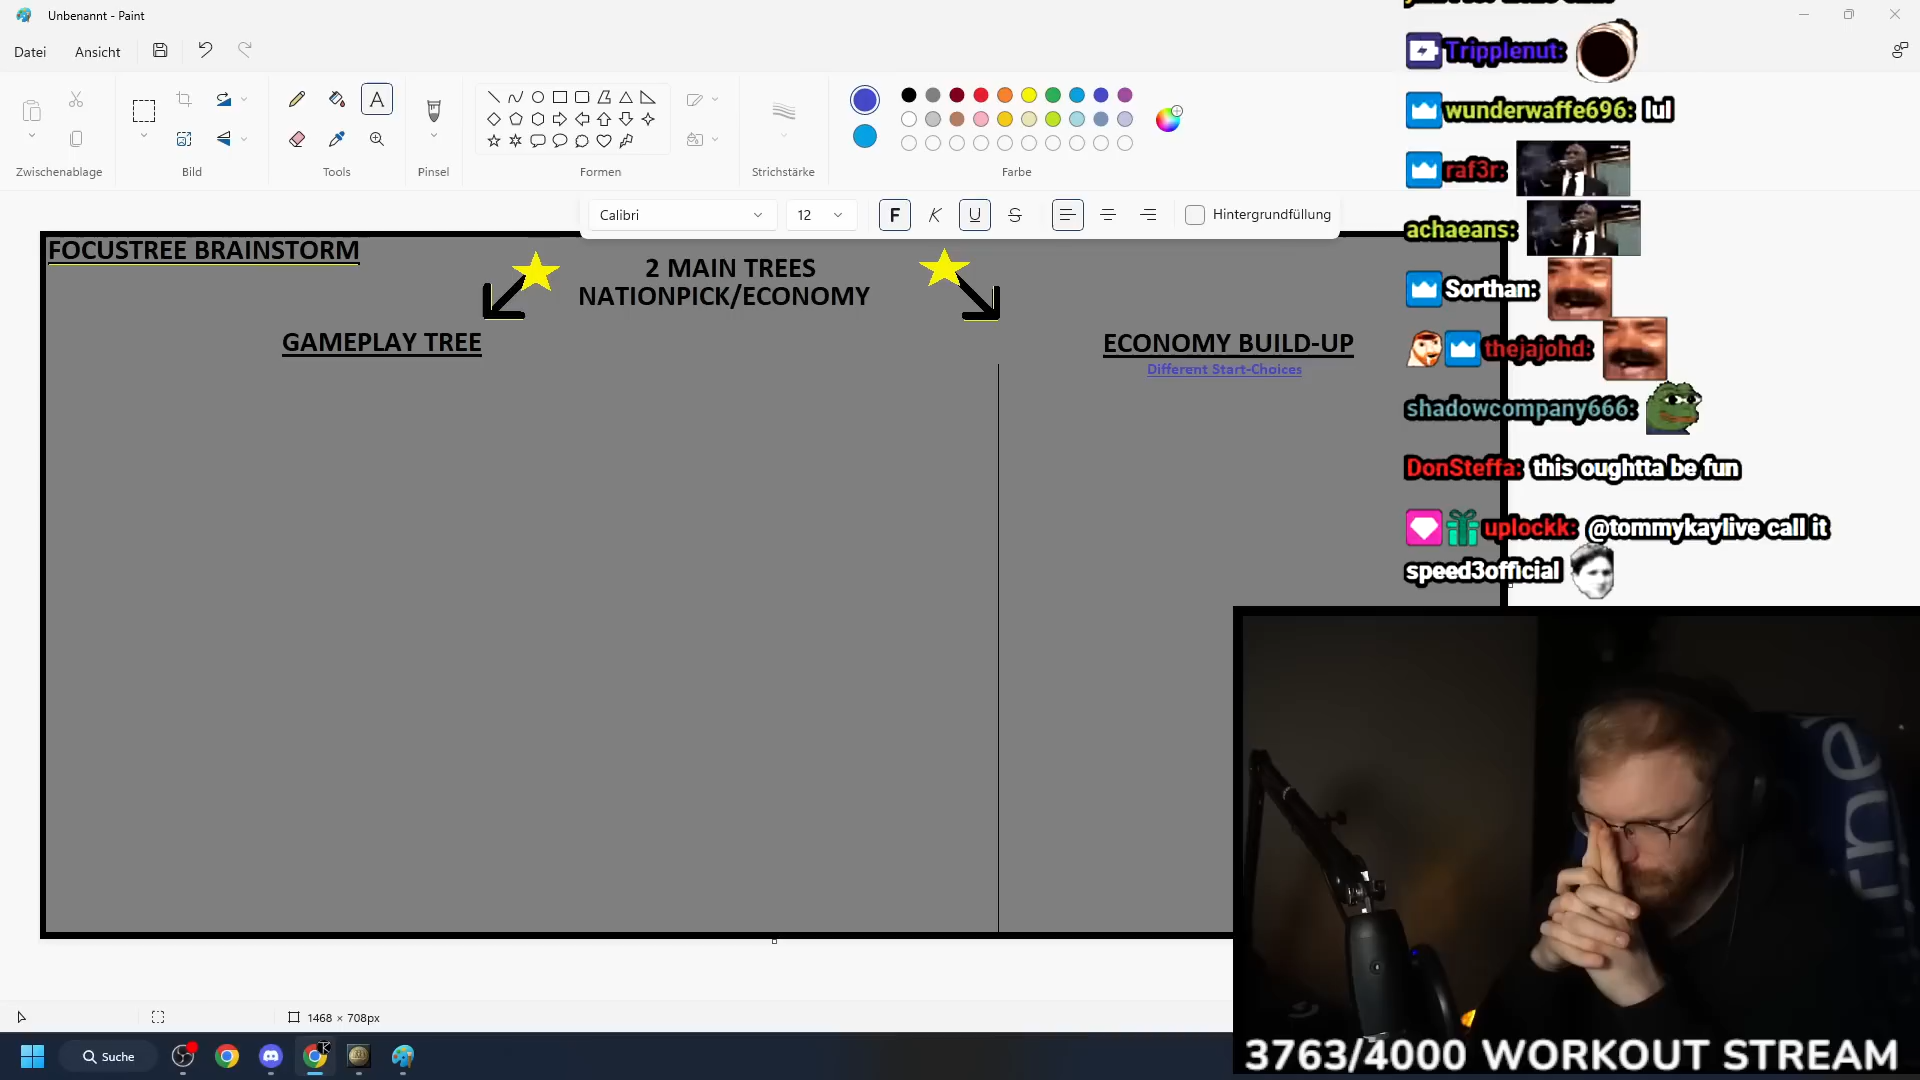 Unbenannt - Paint
Datei
Ansicht
Zwischenablage
Bild
Tools
Pinsel
Formen
Strichstärke
Farbe
Calibri
12
F
K
U
S
Hintergrundfüllung
FOCUSTREE BRAINSTORM
2 MAIN TREES
NATIONPICK/ECONOMY
GAMEPLAY TREE
ECONOMY BUILD-UP
Different Start-Choices
Tripplenut:
wunderwaffe696: lul
raf3r:
achaeans:
Sorthan:
thejajohd:
shadowcompany666:
DonSteffa: this oughtta be fun
uplockk: @tommykaylive call it
speed3official
1468 × 708px
Suche
3763/4000 WORKOUT STREAM